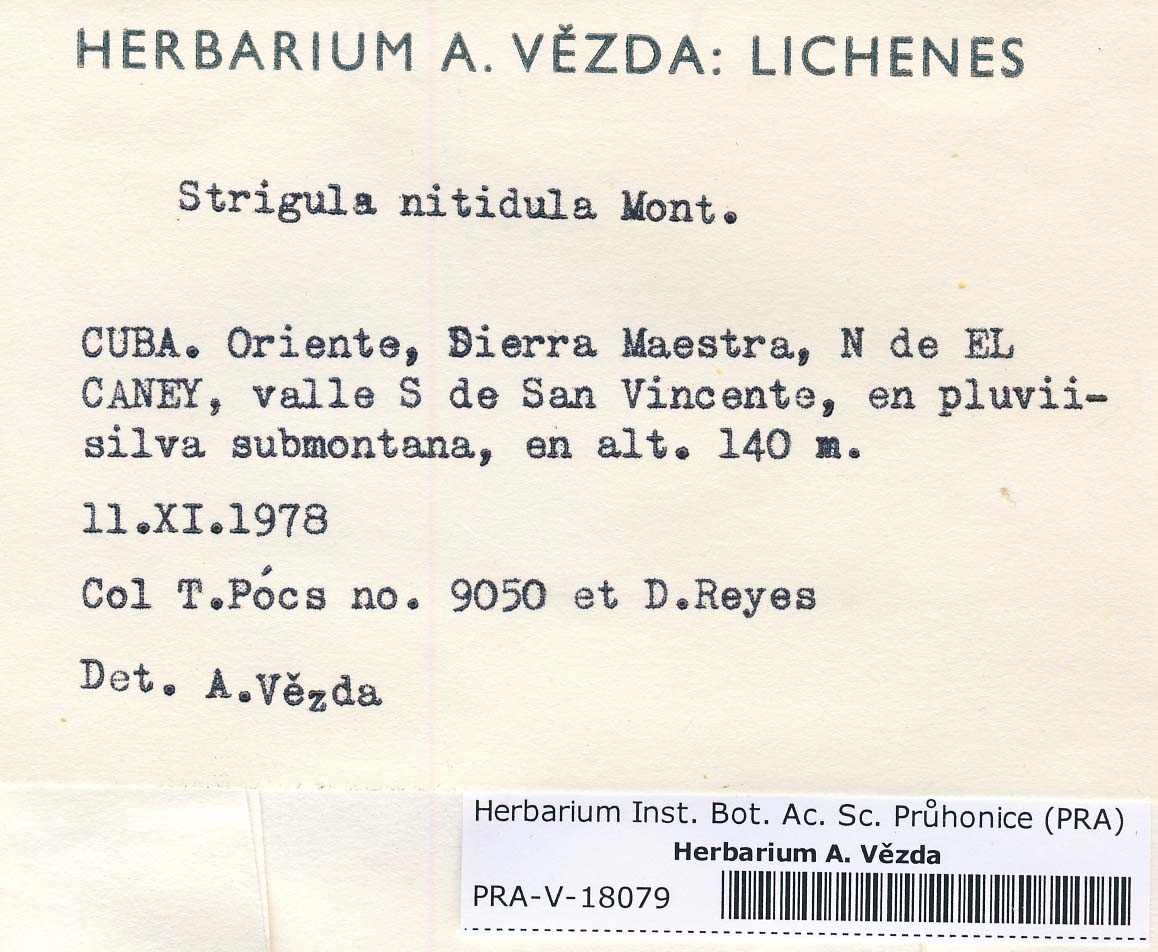 HERBARIUM A. VĚZDA: LICHENES
Strigula nitidula Mont.
CUBA. Oriente, Sierra Maestra, N de EL
CANEY, valle S de San Vincente, en pluvii-
silva submontana, en alt. 140 m.
11.XI.1978
Col T.Pócs no. 9050 et D.Reyes
Det. A.Vězda
Herbarium Inst. Bot. Ac. Sc. Průhonice (PRA)
Herbarium A. Vězda
PRA-V-18079